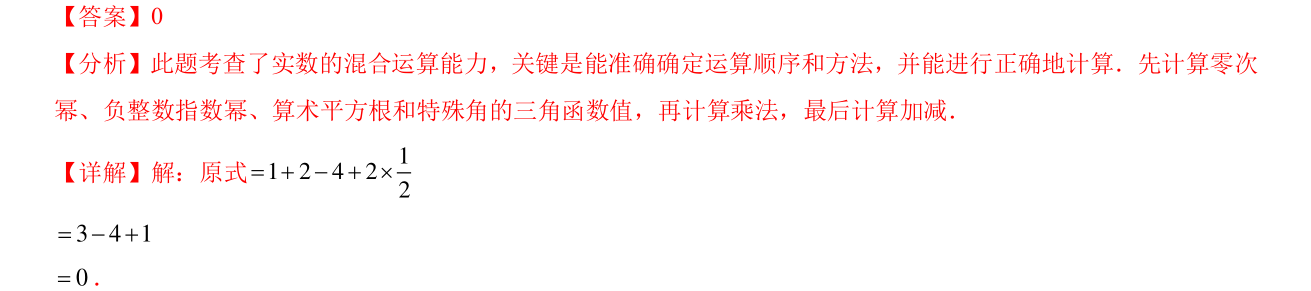 【答案】0
【分析】此题考查了实数的混合运算能力，关键是能准确确定运算顺序和方法，并能进行正确地计算．先计算零次
幂、负整数指数幂、算术平方根和特殊角的三角函数值，再计算乘法，最后计算加减．
【详解】解：原式=1+2−4+2×1/2
=3−4+1
=0．